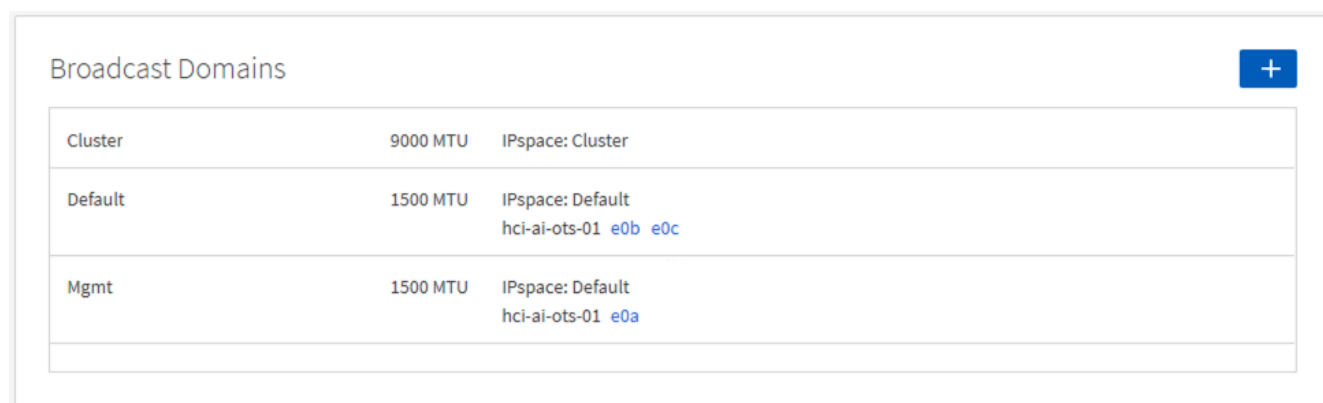 Broadcast Domains
+
Cluster 9000 MTU IPspace: Cluster
Default 1500 MTU IPspace: Default
hci-ai-ots-01 e0b e0c
Mgmt 1500 MTU IPspace: Default
hci-ai-ots-01 e0a